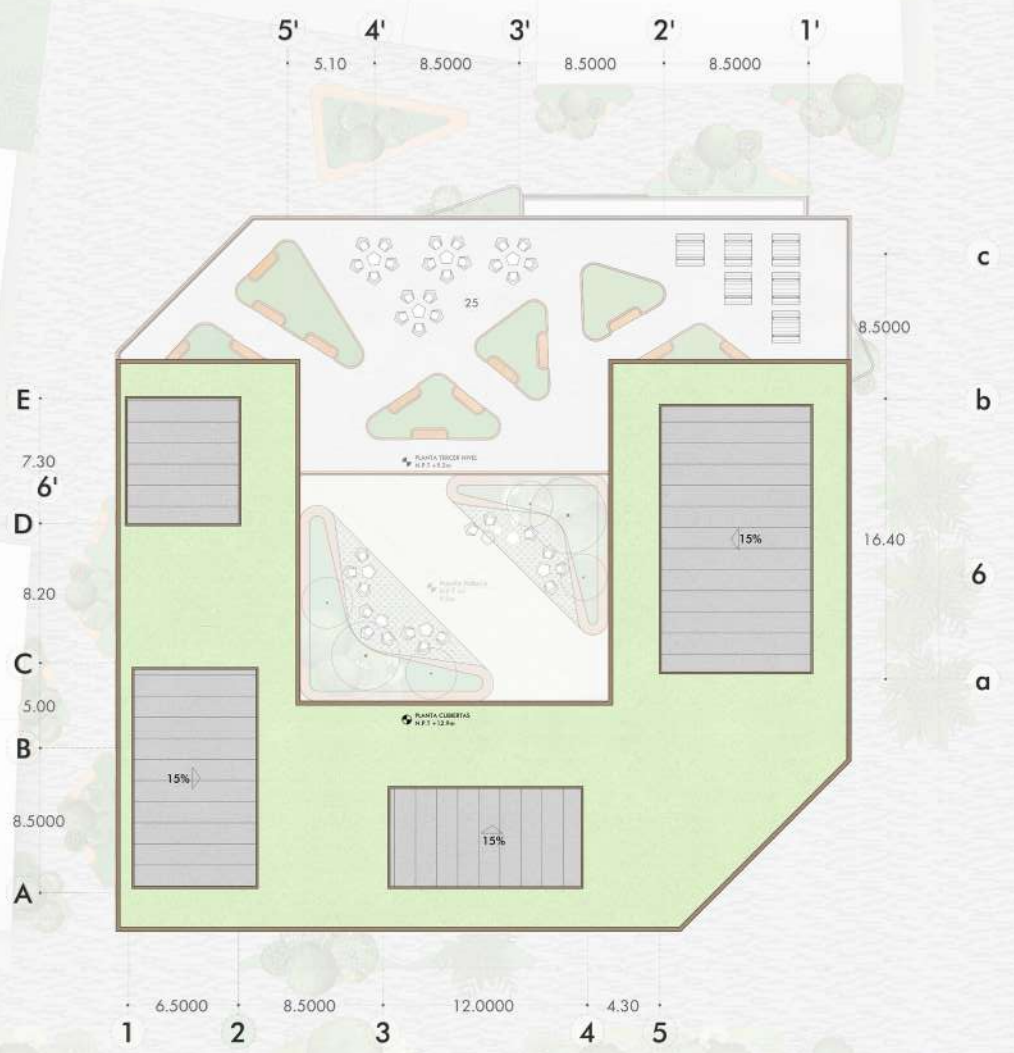 5' 4' 3' 2' 1'
5.10 8.5000 8.5000 8.5000
c
25
8.5000
E b
PLANTA TERCER NIVEL
7.30
6'
D
15% 16.40
6
8.20
C
a
5.00
PLANTA CUBIERTAS
N.P.T +12.9m
B
15%
8.5000
15%
A
6.5000 8.5000 12.0000 4.30
1 2 3 4 5